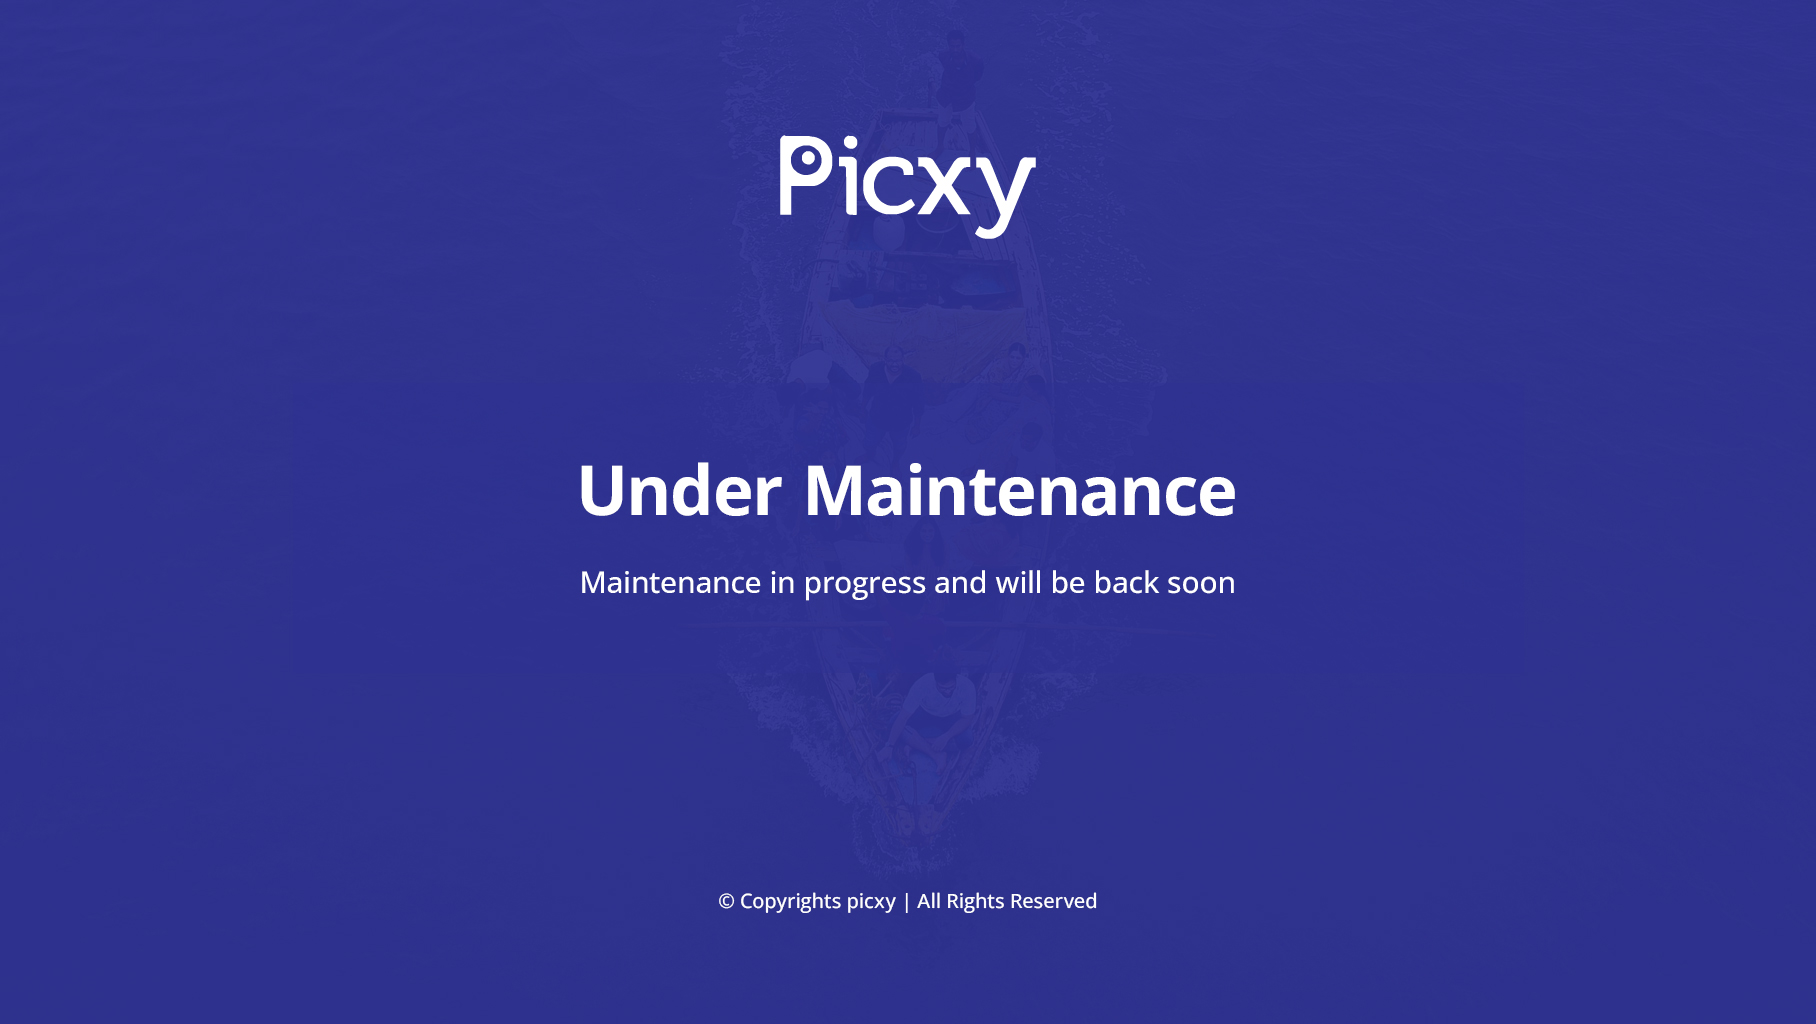 Picxy
Under Maintenance
Maintenance in progress and will be back soon
© Copyrights picxy | All Rights Reserved